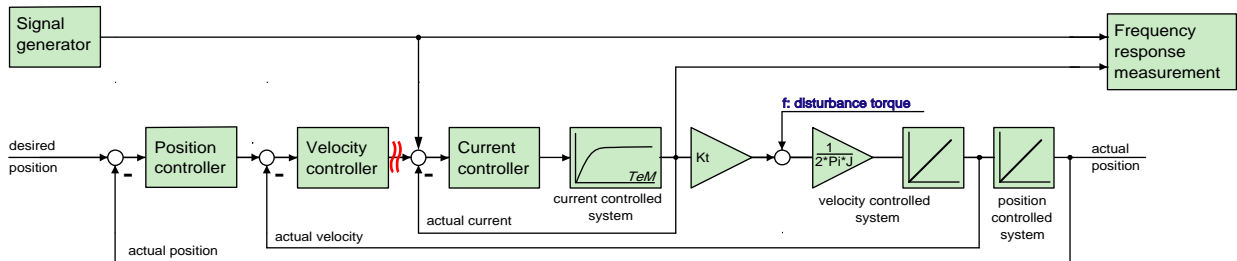 Signal
generator
Frequency
response
measurement
f: disturbance torque
desired
position
-
Position
controller
-
Velocity
controller
-
Current
controller
TeM
current controlled
system
Kt
1
2*Pi*J
velocity controlled
system
position
controlled
system
actual
position
actual current
actual velocity
actual position